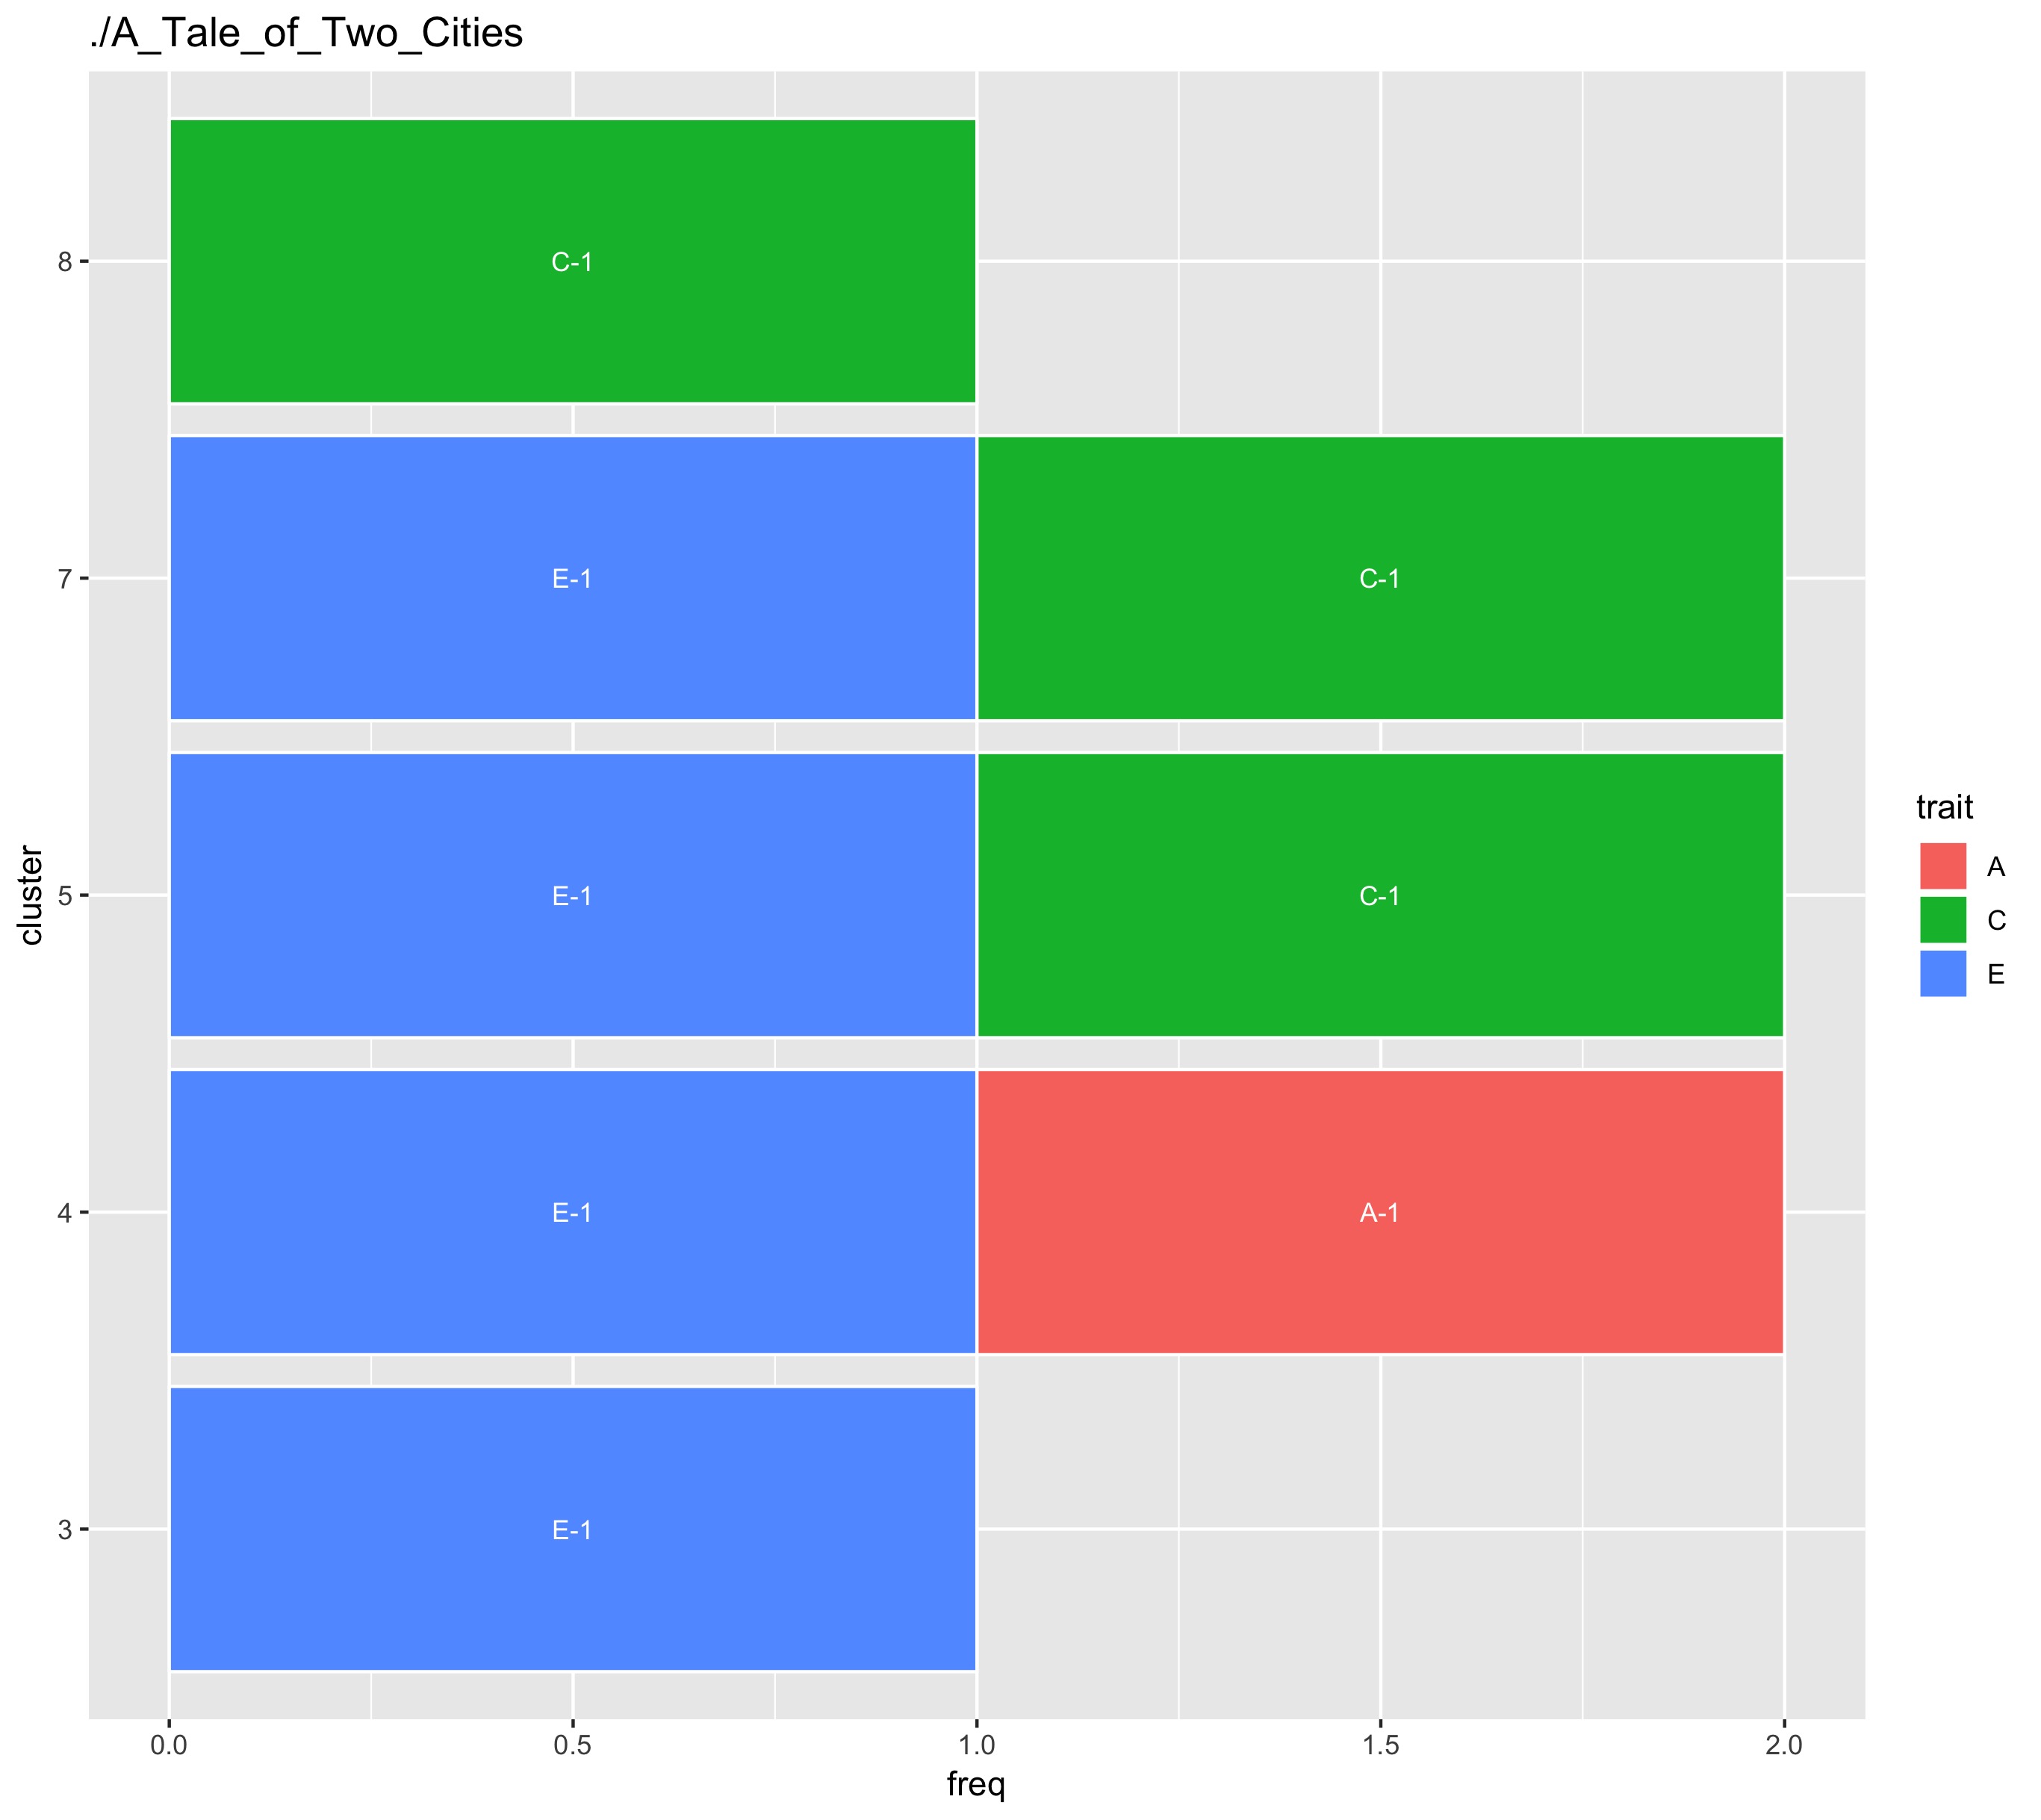 ./A_Tale_of_Two_Cities
8
C-1
7
E-1 C-1
5
E-1 C-1
4
E-1 A-1
3
E-1
cluster
0.0 0.5 1.0 1.5 2.0
freq
trait
A
C
E